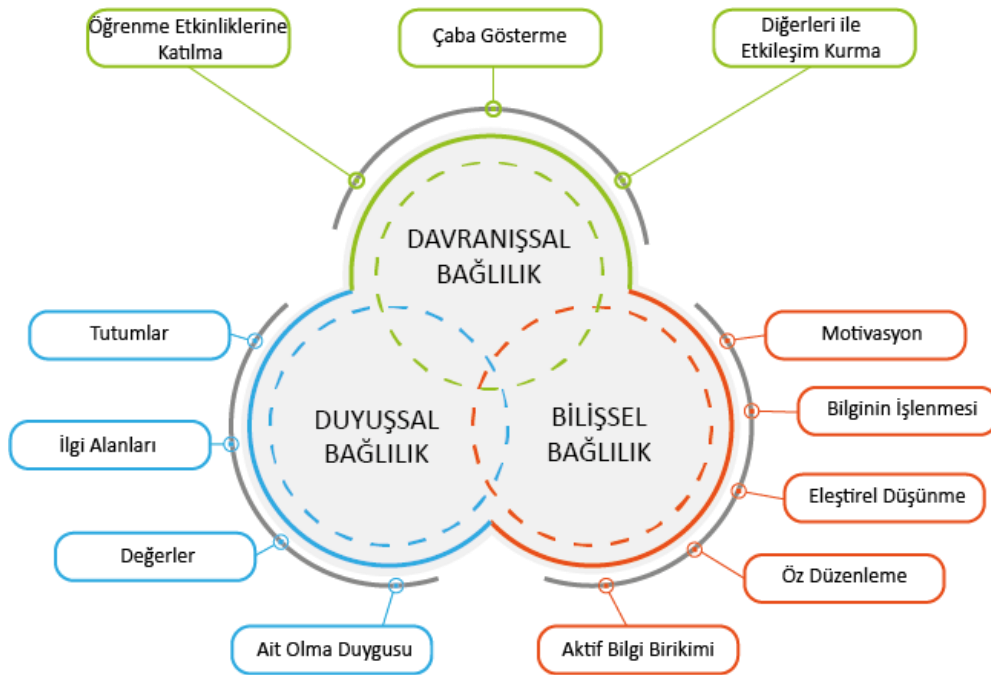 Öğrenme Etkinliklerine
Katılma
Çaba Gösterme
Diğerleri ile
Etkileşim Kurma
DAVRANIŞSAL
BAĞLILIK
Tutumlar
İlgi Alanları
Değerler
Ait Olma Duygusu
DUYUŞSAL
BAĞLILIK
BİLİŞSEL
BAĞLILIK
Motivasyon
Bilginin İşlenmesi
Eleştirel Düşünme
Öz Düzenleme
Aktif Bilgi Birikimi